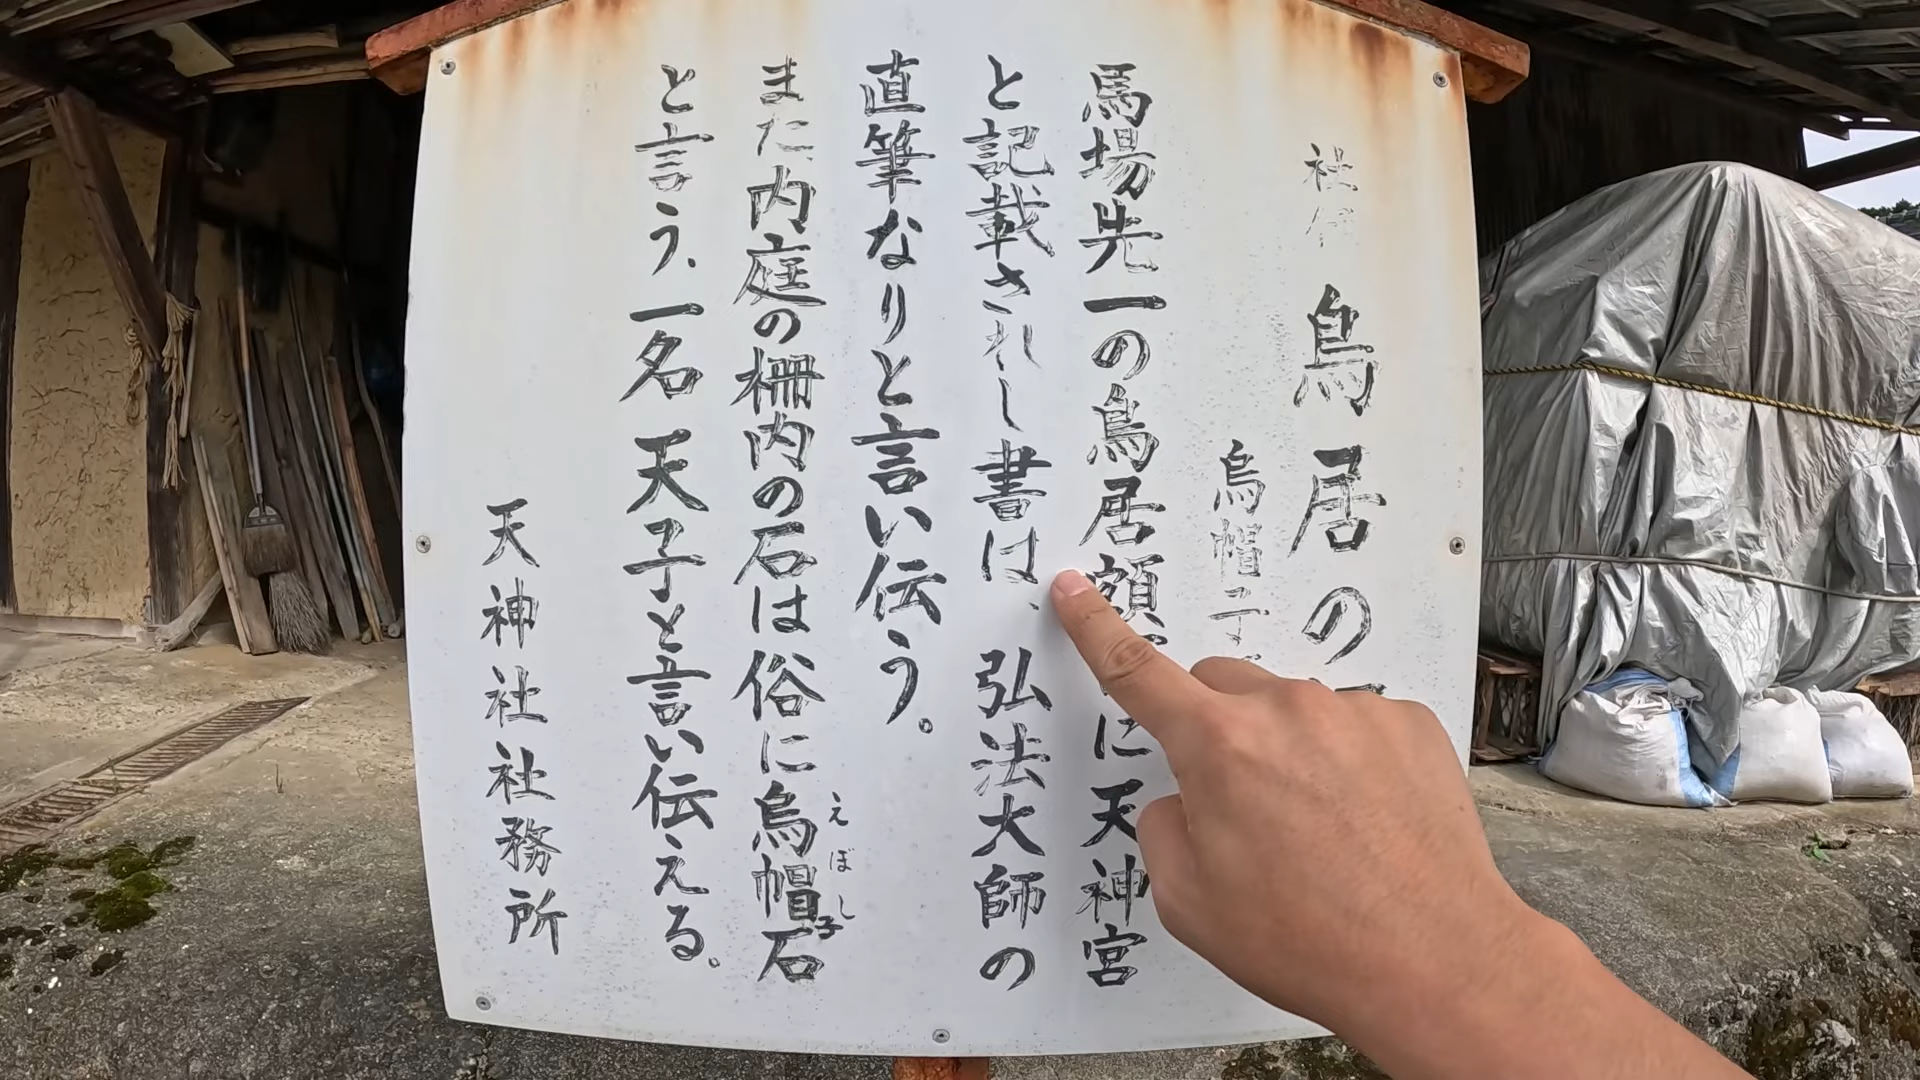 社伝 鳥居の
烏帽子
馬場先一の鳥居額 に天神宮
と記載されし書は、弘法大師の
直筆なりと言い伝う。
また内庭の柵内の石は俗に烏帽子石
えぼし
と言う、一名 天子と言い伝える。
天神社社務所